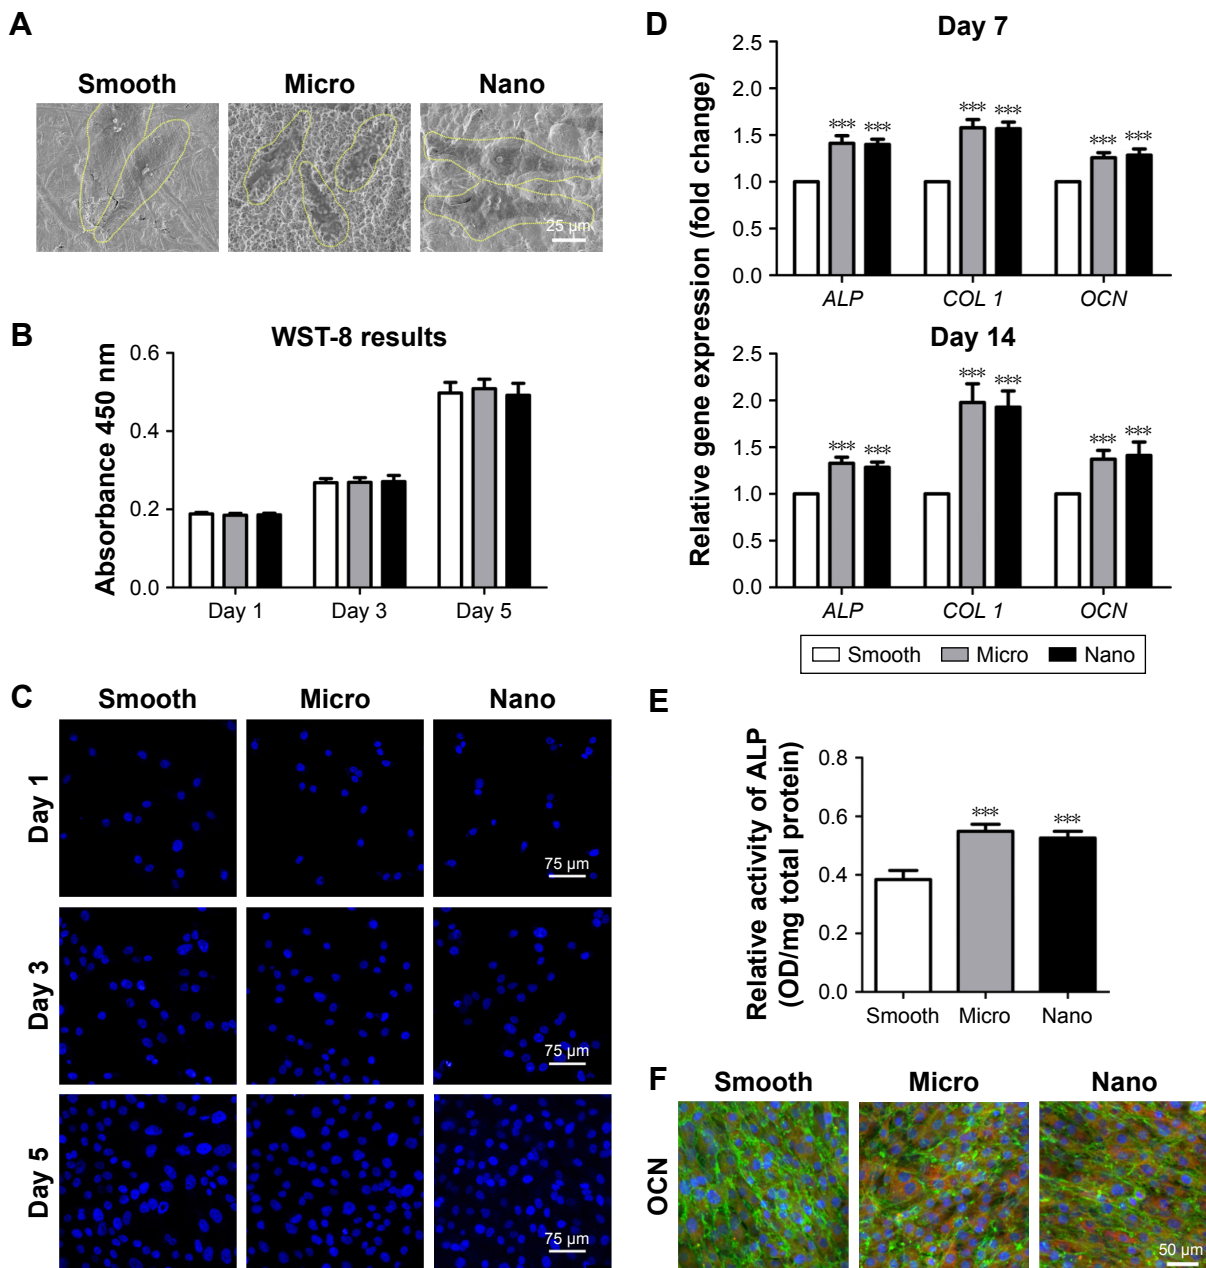 A
Smooth Micro Nano
25 µm
B
WST-8 results
Absorbance 450 nm
0.6
0.4
0.2
0.0
Day 1 Day 3 Day 5
C
Smooth Micro Nano
Day 1
75 µm
Day 3
75 µm
Day 5
75 µm
D
Relative gene expression (fold change)
Day 7
2.5
2.0
1.5
1.0
0.5
0.0
*** *** *** *** *** ***
ALP COL 1 OCN
Day 14
2.5
2.0
1.5
1.0
0.5
0.0
*** *** *** *** *** ***
ALP COL 1 OCN
Smooth Micro Nano
E
Relative activity of ALP
(OD/mg total protein)
0.8
0.6
0.4
0.2
0.0
*** ***
Smooth Micro Nano
F
Smooth Micro Nano
OCN
50 µm